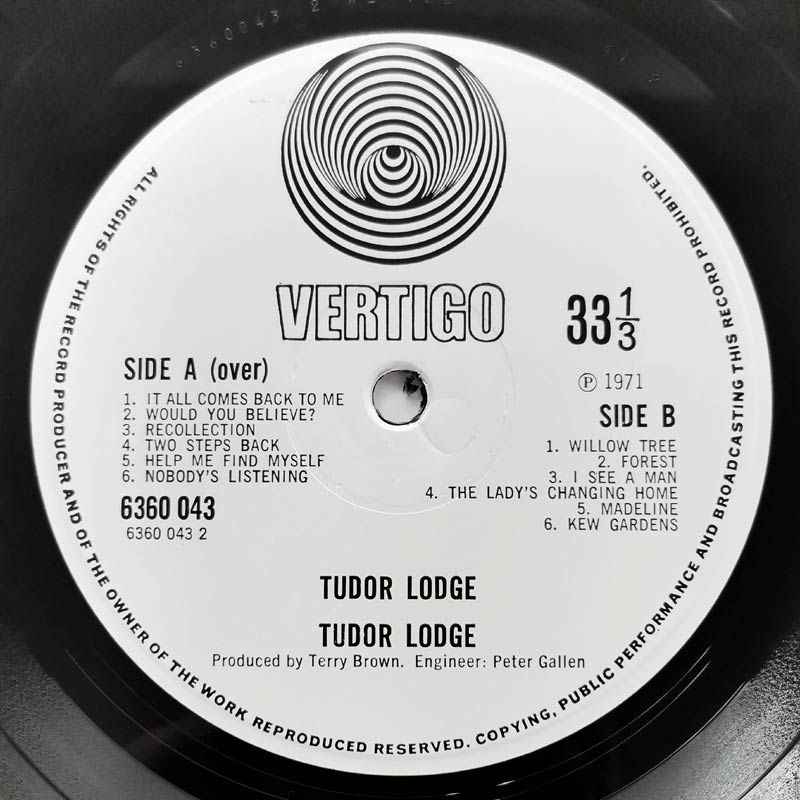 6360043 2
VERTIGO
33 1/3
SIDE A (over)
1. IT ALL COMES BACK TO ME
2. WOULD YOU BELIEVE?
3. RECOLLECTION
4. TWO STEPS BACK
5. HELP ME FIND MYSELF
6. NOBODY'S LISTENING
6360 043
6360 043 2
Ⓟ 1971
SIDE B
1. WILLOW TREE
2. FOREST
3. I SEE A MAN
4. THE LADY'S CHANGING HOME
5. MADELINE
6. KEW GARDENS
TUDOR LODGE
TUDOR LODGE
Produced by Terry Brown. Engineer: Peter Gallen
ALL RIGHTS OF THE RECORD PRODUCER AND OF THE OWNER OF THE WORK REPRODUCED RESERVED. COPYING, PUBLIC PERFORMANCE AND BROADCASTING THIS RECORD PROHIBITED.